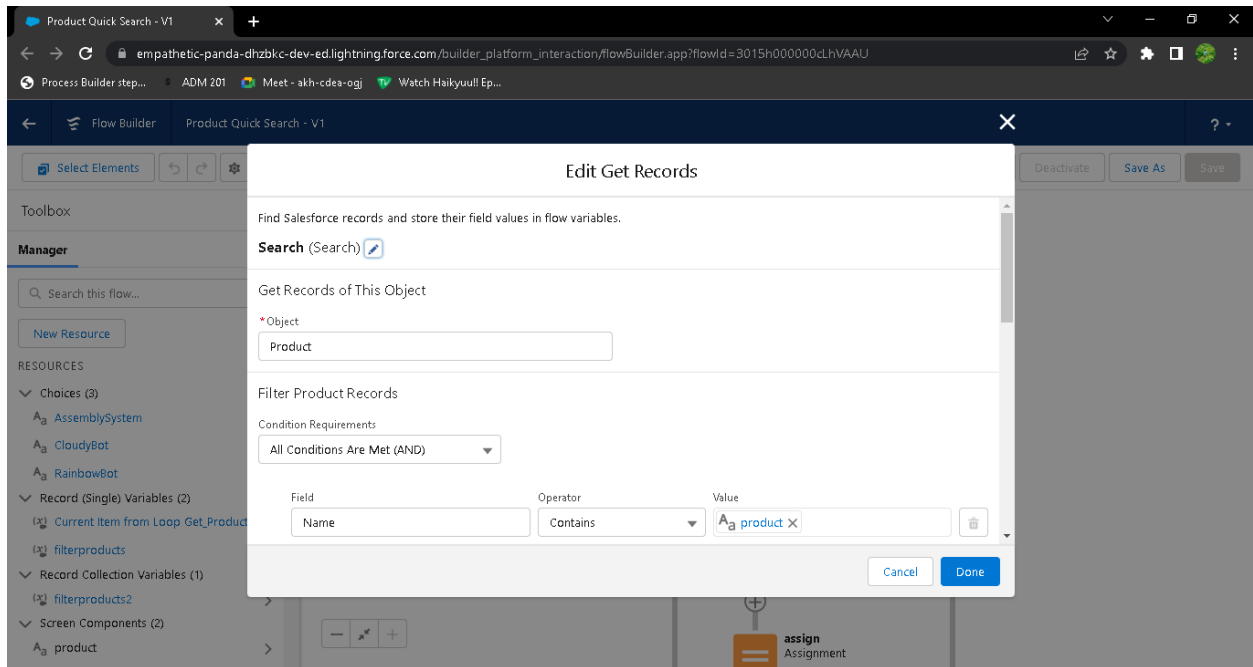 Product Quick Search - V1
empathetic-panda-dhzbkc-dev-ed.lightning.force.com/builder_platform_interaction/flowBuilder.app?flowId=3015h000000cLhVAAU
Process Builder step... ADM 201 Meet - akh-cdea-ogj Watch Haikyuu!! Ep...
Flow Builder Product Quick Search - V1 ?
Select Elements Deactivate Save As Save
Toolbox
Manager
Search this flow...
New Resource
RESOURCES
Choices (3)
Aa AssemblySystem
Aa CloudyBot
Aa RainbowBot
Record (Single) Variables (2)
Current Item from Loop Get_Product
filterproducts
Record Collection Variables (1)
filterproducts2
Screen Components (2)
Aa product
Edit Get Records
Find Salesforce records and store their field values in flow variables.
Search (Search)
Get Records of This Object
*Object
Product
Filter Product Records
Condition Requirements
All Conditions Are Met (AND)
Field Operator Value
Name Contains Aa product
Cancel Done
assign
Assignment